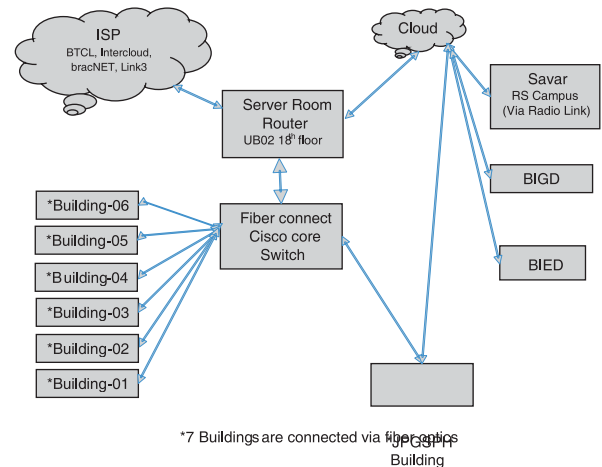 ISP
BTCL, Intercloud,
bracNET, Link3
Cloud
Server Room
Router
UB02 18th floor
Savar
RS Campus
(Via Radio Link)
BIGD
BIED
Fiber connect
Cisco core
Switch
*Building-06
*Building-05
*Building-04
*Building-03
*Building-02
*Building-01
*7 Buildings are connected via fiber optics
*JPGSPH
Building